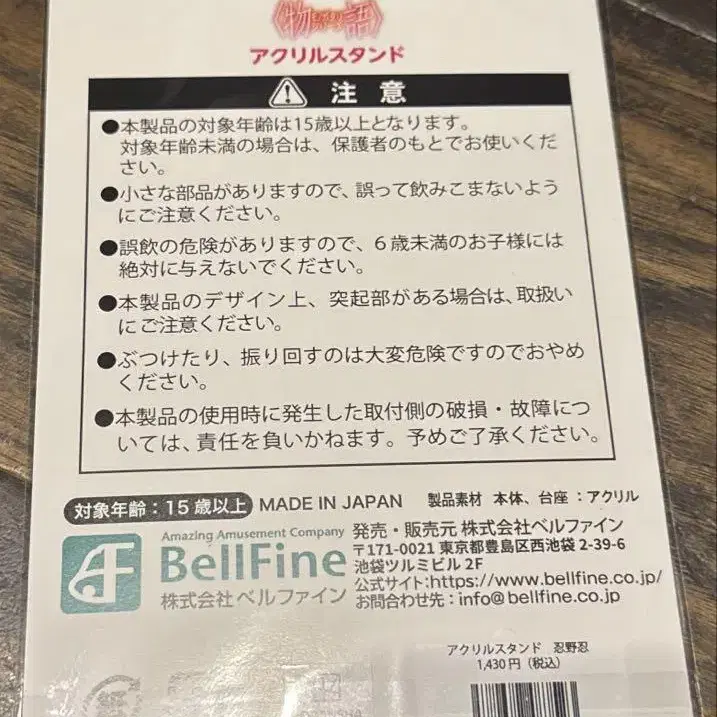 〈物語〉
アクリルスタンド
注意
●本製品の対象年齢は15歳以上となります。
対象年齢未満の場合は、保護者のもとでお使いくだ
さい。
●小さな部品がありますので、誤って飲みこまないよう
にご注意ください。
●誤飲の危険がありますので、６歳未満のお子様には
絶対に与えないでください。
●本製品のデザイン上、突起部がある場合は、取扱い
にご注意ください。
●ぶつけたり、振り回すのは大変危険ですのでおやめ
ください。
●本製品の使用時に発生した取付側の破損・故障につ
いては、責任を負いかねます。予めご了承ください。
対象年齢：15歳以上 MADE IN JAPAN 製品素材 本体、台座：アクリル
Amazing Amusement Company
BellFine
株式会社ベルファイン
発売・販売元 株式会社ベルファイン
〒171-0021 東京都豊島区西池袋 2-39-6
池袋ツルミビル 2F
公式サイト:https://www.bellfine.co.jp/
お問合わせ先：info@bellfine.co.jp
アクリルスタンド 忍野忍
1,430円（税込）